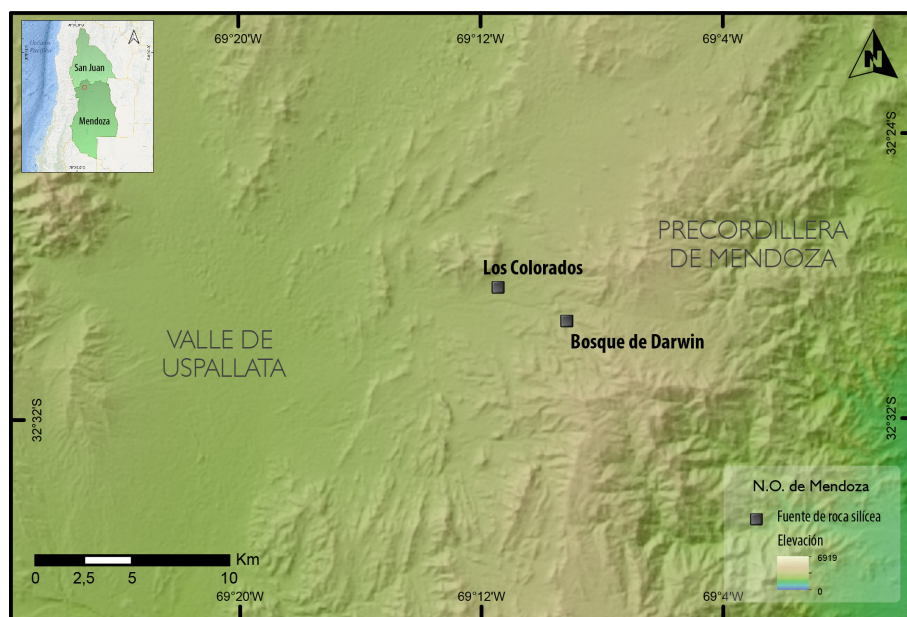 69°20'W
69°12'W
69°4'W
Océano
Pacífico
San Juan
Mendoza
N
32°24'S
PRECORDILLERA
DE MENDOZA
Los Colorados
Bosque de Darwin
VALLE DE
USPALLATA
32°32'S
32°32'S
N.O. de Mendoza
Fuente de roca silícea
Elevación
6919
0
Km
0 2,5 5 10
69°20'W
69°12'W
69°4'W